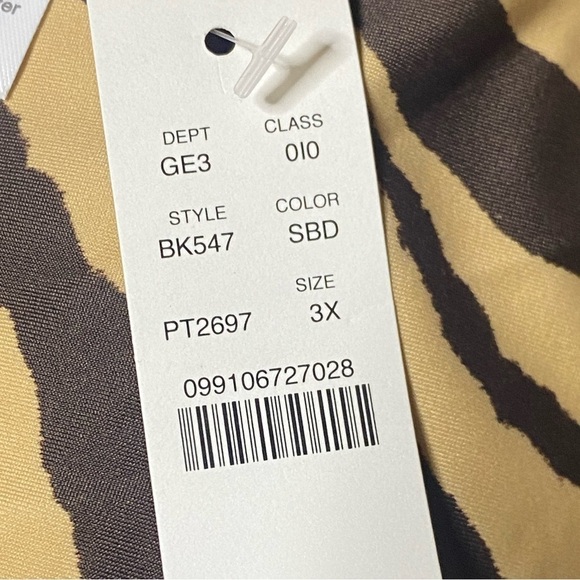 DEPT CLASS
GE3 010
STYLE COLOR
BK547 SBD
SIZE
PT2697 3X
099106727028